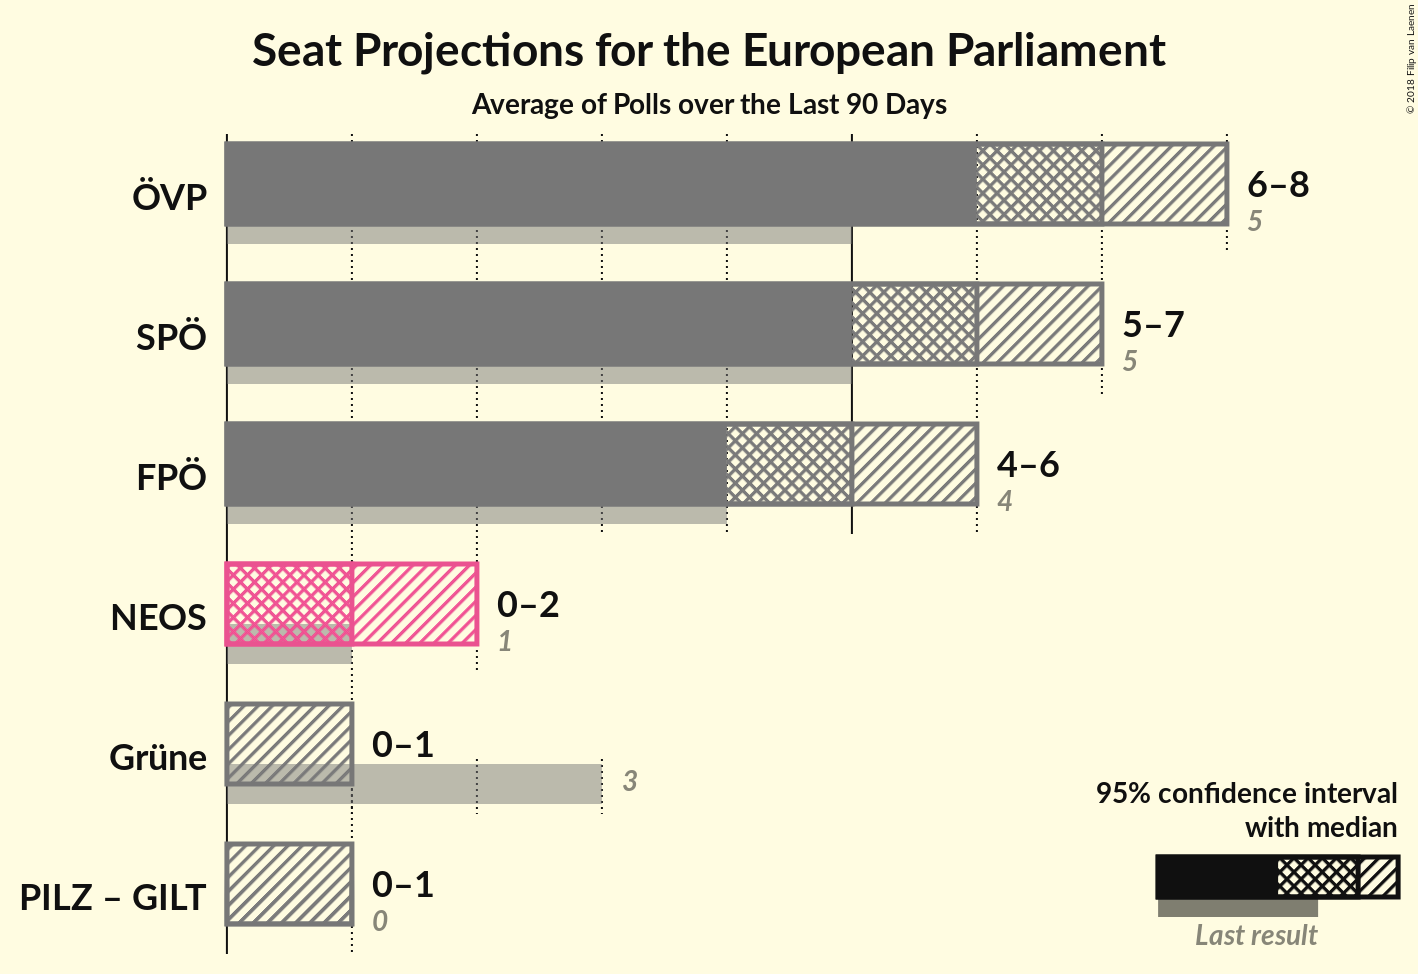 Seat Projections for the European Parliament
Average of Polls over the Last 90 Days
© 2018 Filip van Laenen
ÖVP
6–8
5
SPÖ
5–7
5
FPÖ
4–6
4
NEOS
0–2
1
Grüne
0–1
3
PILZ – GILT
0–1
0
95% confidence interval
with median
Last result